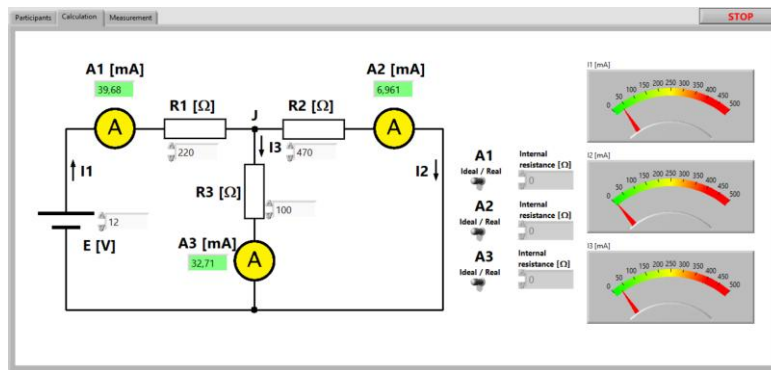 Participants Calculation Measurement
STOP
A1 [mA]
39,68
A
R1 [Ω]
220
J
R2 [Ω]
470
A2 [mA]
6,961
A
I1
I3
I2
R3 [Ω]
100
12
E [V]
A3 [mA]
32,71
A
A1
Ideal / Real
Internal
resistance [Ω]
0
A2
Ideal / Real
Internal
resistance [Ω]
0
A3
Ideal / Real
Internal
resistance [Ω]
0
I1 [mA]
0 50 100 150 200 250 300 350 400 450 500
I2 [mA]
0 50 100 150 200 250 300 350 400 450 500
I3 [mA]
0 50 100 150 200 250 300 350 400 450 500